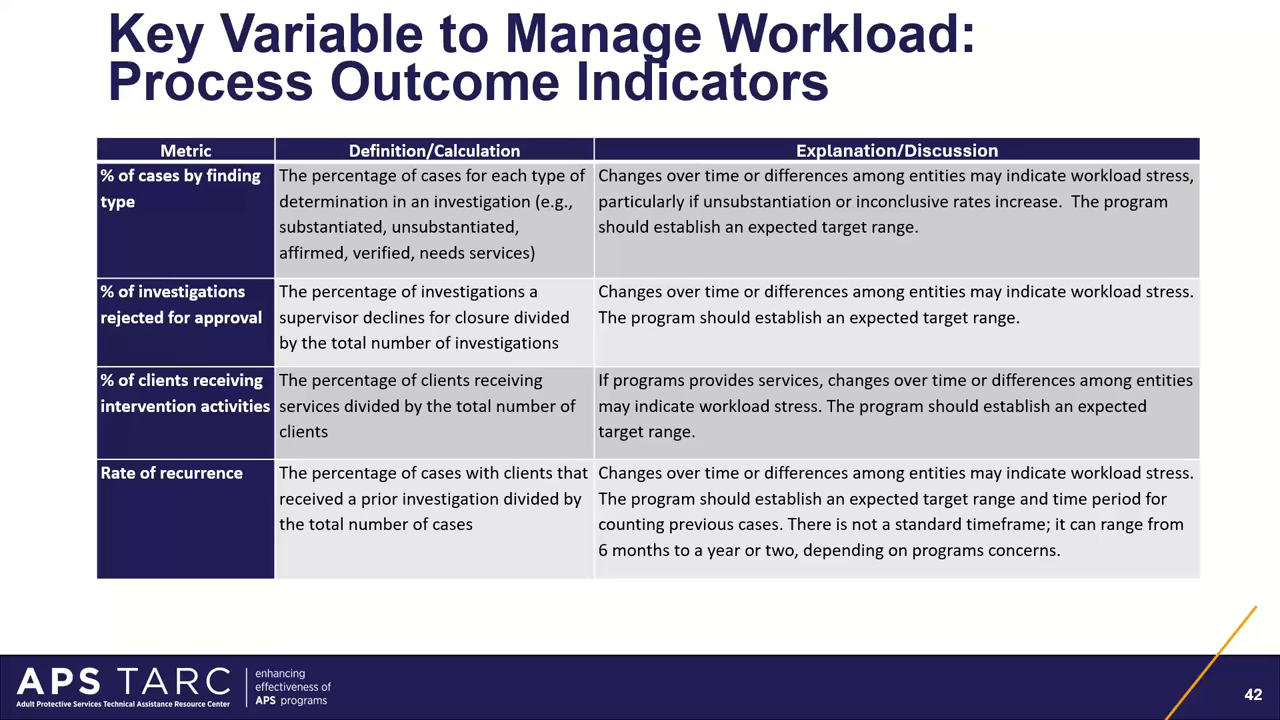 Key Variable to Manage Workload:
Process Outcome Indicators
Metric
Definition/Calculation
Explanation/Discussion
% of cases by finding
type
The percentage of cases for each type of
determination in an investigation (e.g.,
substantiated, unsubstantiated,
affirmed, verified, needs services)
Changes over time or differences among entities may indicate workload stress,
particularly if unsubstantiation or inconclusive rates increase.  The program
should establish an expected target range.
% of investigations
rejected for approval
The percentage of investigations a
supervisor declines for closure divided
by the total number of investigations
Changes over time or differences among entities may indicate workload stress.
The program should establish an expected target range.
% of clients receiving
intervention activities
The percentage of clients receiving
services divided by the total number of
clients
If programs provides services, changes over time or differences among entities
may indicate workload stress. The program should establish an expected
target range.
Rate of recurrence
The percentage of cases with clients that
received a prior investigation divided by
the total number of cases
Changes over time or differences among entities may indicate workload stress.
The program should establish an expected target range and time period for
counting previous cases. There is not a standard timeframe; it can range from
6 months to a year or two, depending on programs concerns.
APS TARC
Adult Protective Services Technical Assistance Resource Center
enhancing
effectiveness of
APS programs
42